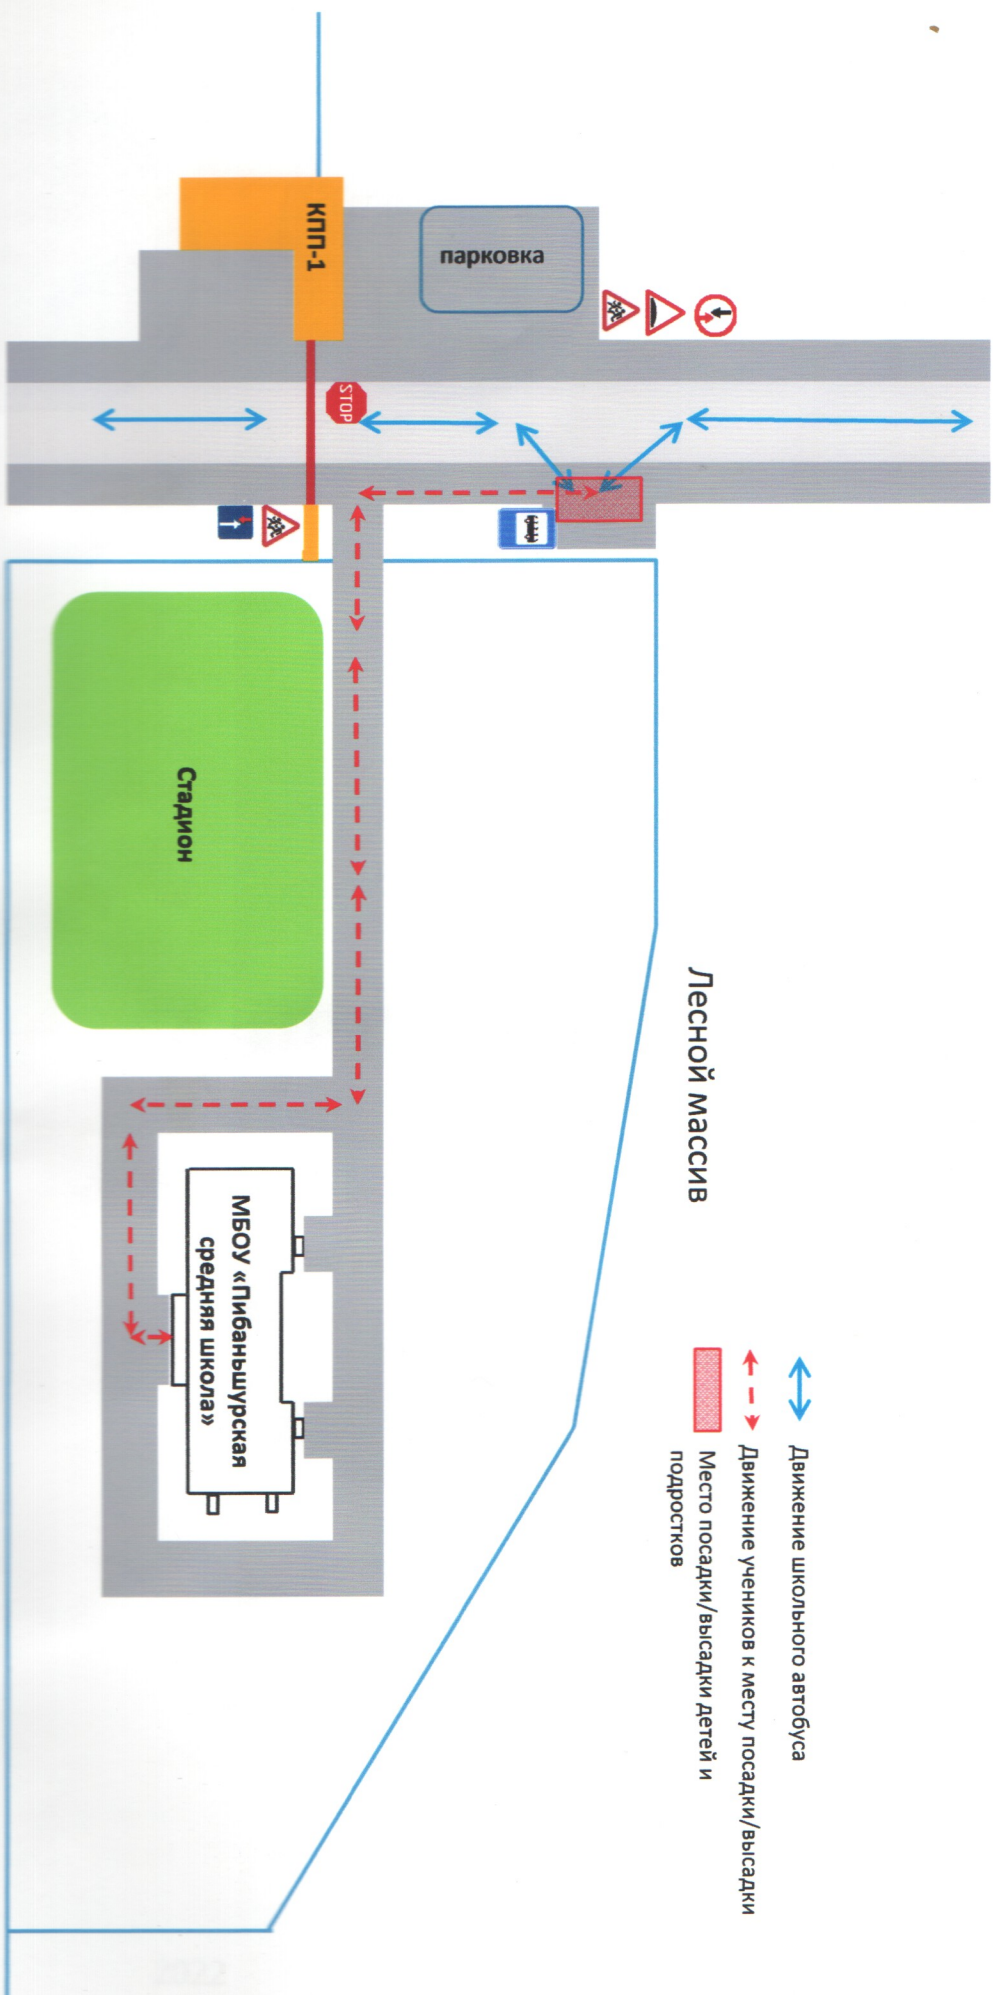 КПП-1
парковка
STOP
Стадион
Лесной массив
МБОУ «Пибаньшурская
средняя школа»
Движение школьного автобуса
Движение учеников к месту посадки/высадки
Место посадки/высадки детей и
подростков